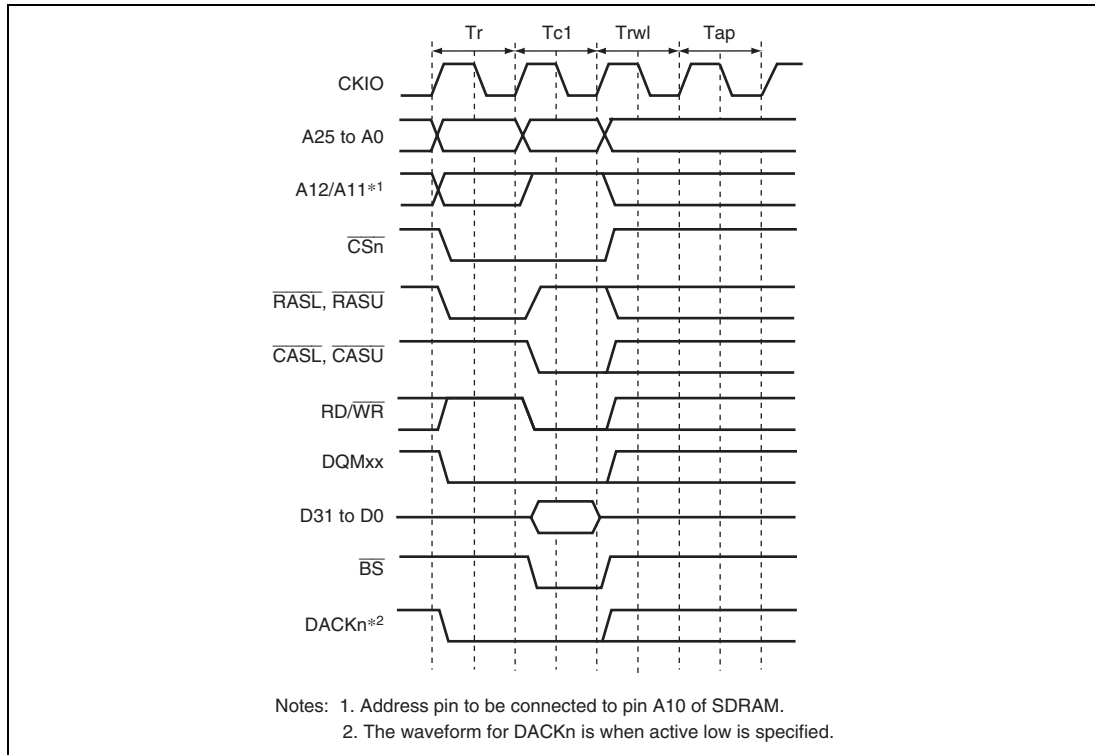 Tr Tc1 Trwl Tap
CKIO
A25 to A0
A12/A11*1
CSn
RASL, RASU
CASL, CASU
RD/WR
DQMxx
D31 to D0
BS
DACKn*2
Notes: 1. Address pin to be connected to pin A10 of SDRAM.
2. The waveform for DACKn is when active low is specified.